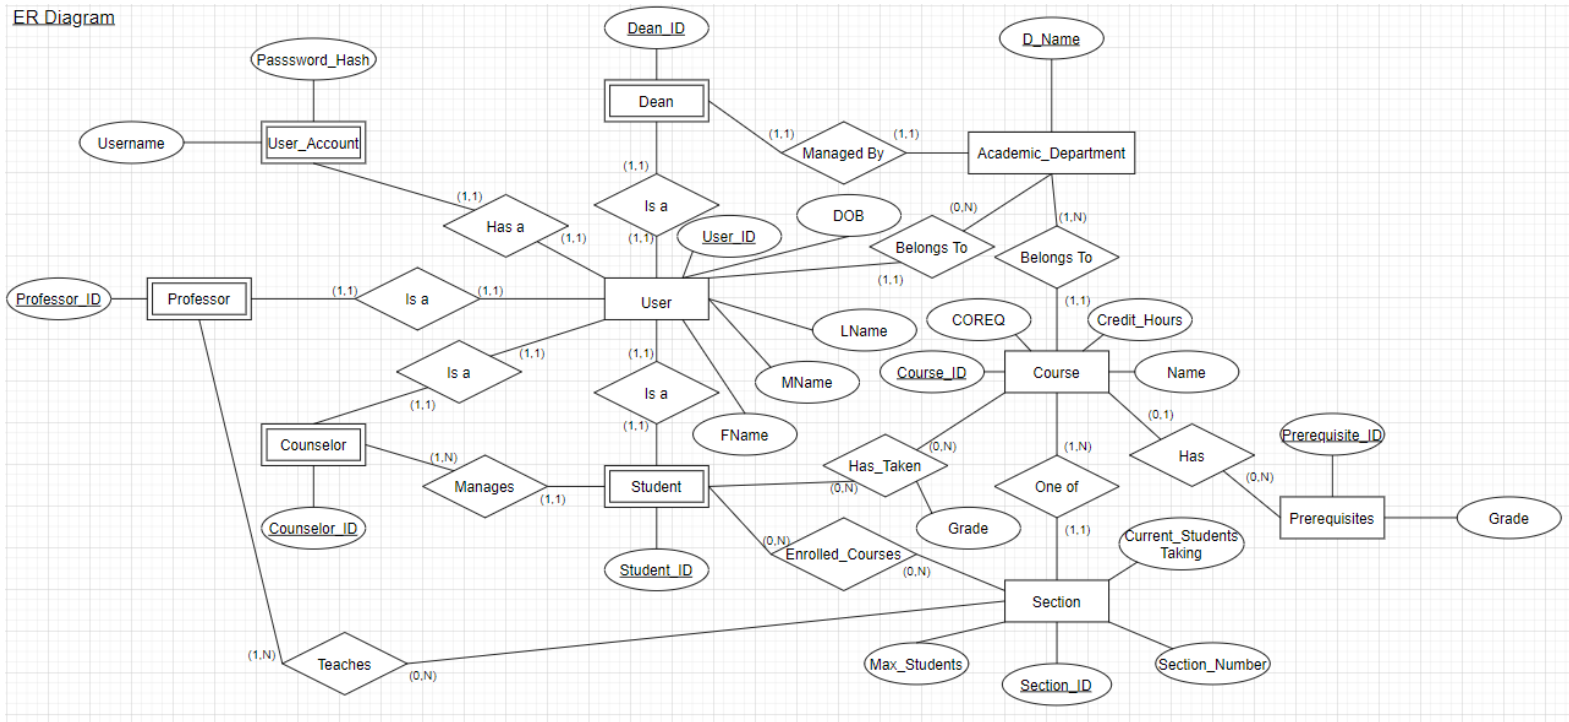 ER Diagram
Dean_ID
D_Name
Passsword_Hash
Dean
Username
User_Account
(1,1)
Managed By
(1,1)
Academic_Department
(1,1)
(1,1)
Is a
Has a
(1,1)
(1,1)
User_ID
DOB
(0,N)
Belongs To
(1,1)
(1,N)
Belongs To
(1,1)
Professor_ID
Professor
(1,1)
Is a
(1,1)
User
LName
MName
FName
COREQ
Credit_Hours
Course_ID
Course
Name
(1,1)
Is a
(1,1)
(1,1)
Is a
(1,1)
Counselor
Counselor_ID
(1,N)
Manages
(1,1)
Student
Student_ID
(0,N)
Has_Taken
(0,N)
Grade
(1,N)
One of
(1,1)
(0,1)
Has
(0,N)
Prerequisite_ID
Prerequisites
Grade
(0,N)
Enrolled_Courses
(0,N)
Current_Students
Taking
Section
Max_Students
Section_ID
Section_Number
(1,N)
Teaches
(0,N)